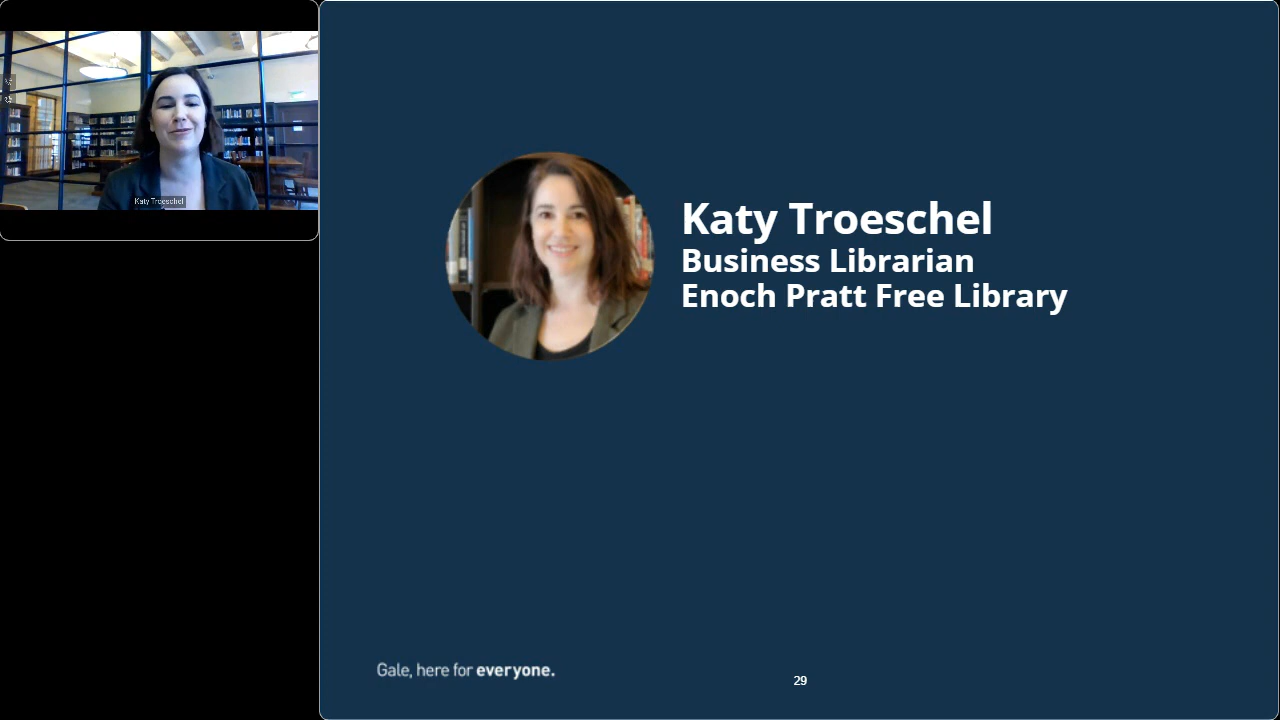 Katy Troeschel
Katy Troeschel
Business Librarian
Enoch Pratt Free Library
Gale, here for everyone.
29